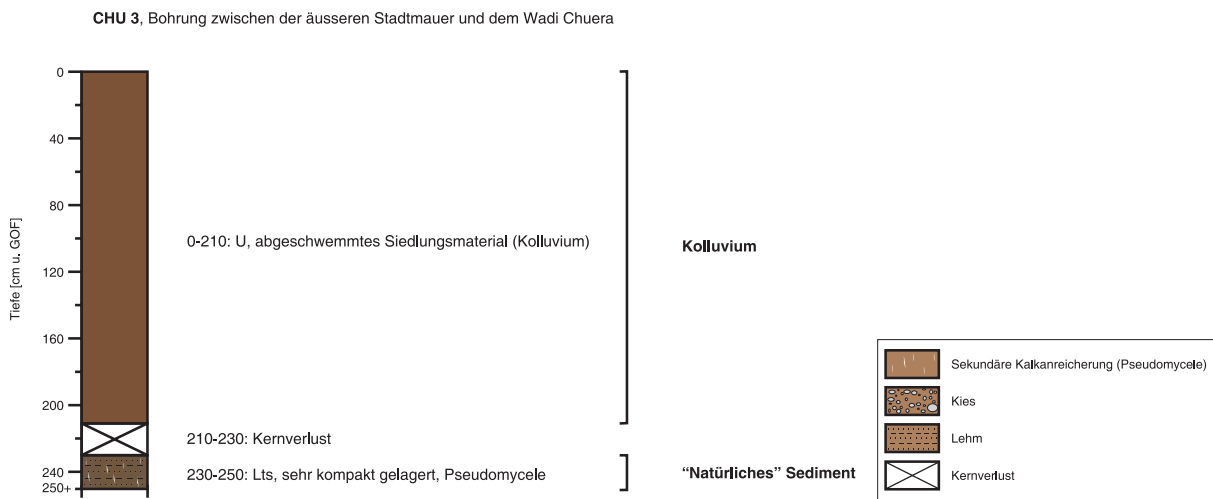 CHU 3, Bohrung zwischen der äusseren Stadtmauer und dem Wadi Chuera
Tiefe [cm u. GOF]
0
40
80
120
160
200
240
250+
0-210: U, abgeschwemmtes Siedlungsmaterial (Kolluvium)
210-230: Kernverlust
230-250: Lts, sehr kompakt gelagert, Pseudomycele
Kolluvium
“Natürliches” Sediment
Sekundäre Kalkanreicherung (Pseudomycele)
Kies
Lehm
Kernverlust